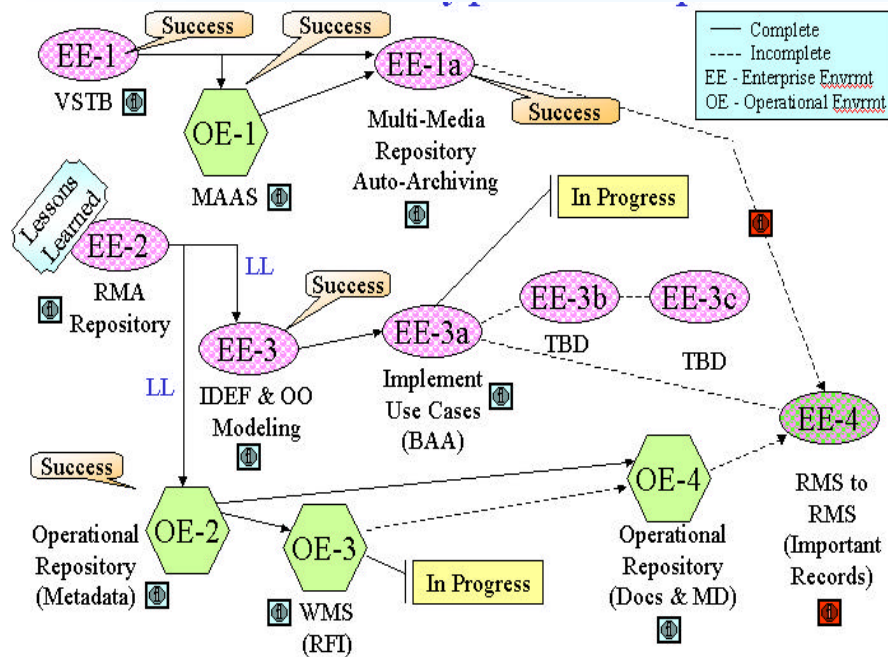 Success
Success
EE-1
VSTB
EE-1a
Success
OE-1
MAAS
Multi-Media
Repository
Auto-Archiving
Complete
Incomplete
EE - Enterprise Envrmt
OE - Operational Envrmt
In Progress
Lessons
Learned
EE-2
RMA
Repository
LL
Success
EE-3
IDEF & OO
Modeling
EE-3a
Implement
Use Cases
(BAA)
EE-3b
TBD
EE-3c
TBD
LL
EE-4
RMS to
RMS
(Important
Records)
Success
OE-2
Operational
Repository
(Metadata)
OE-3
WMS
(RFI)
In Progress
OE-4
Operational
Repository
(Docs & MD)